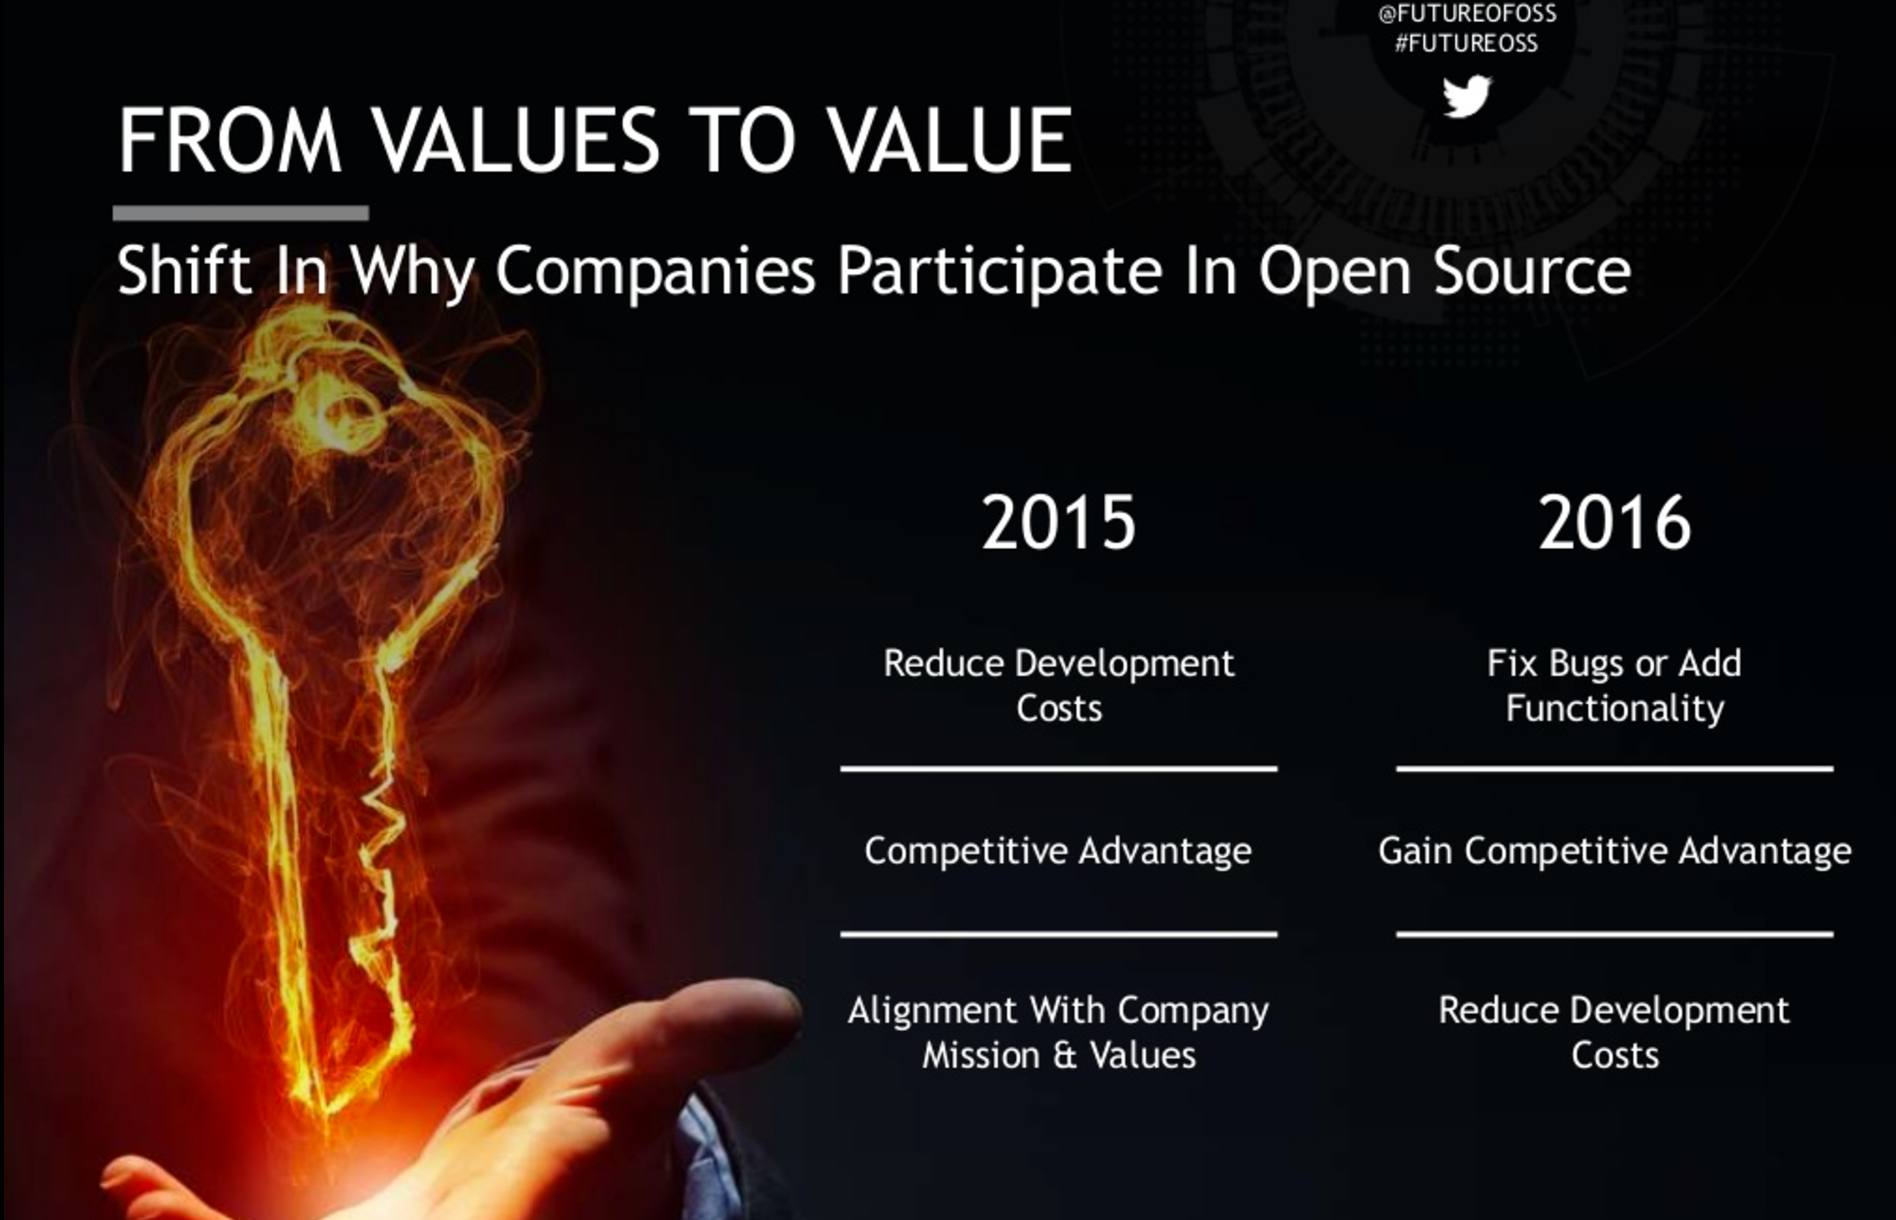 @FUTUREOFOSS
#FUTUREOSS
FROM VALUES TO VALUE
Shift In Why Companies Participate In Open Source
2015
Reduce Development
Costs
Competitive Advantage
Alignment With Company
Mission & Values
2016
Fix Bugs or Add
Functionality
Gain Competitive Advantage
Reduce Development
Costs